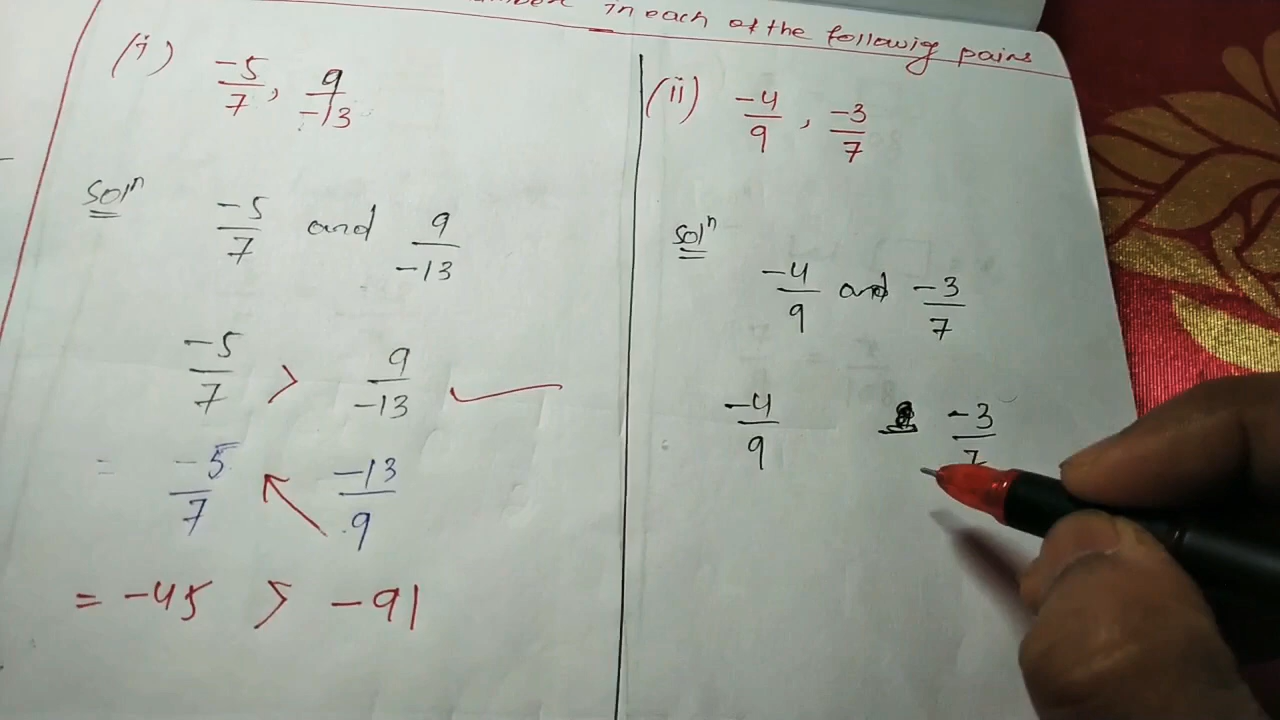 in each of the following pairs
(i) -5/7, 9/-13
Solⁿ
-5/7 and 9/-13
-5/7 > 9/-13
= -5/7 -13/9
= -45 > -91
(ii) -4/9, -3/7
Solⁿ
-4/9 and -3/7
-4/9 -3/7